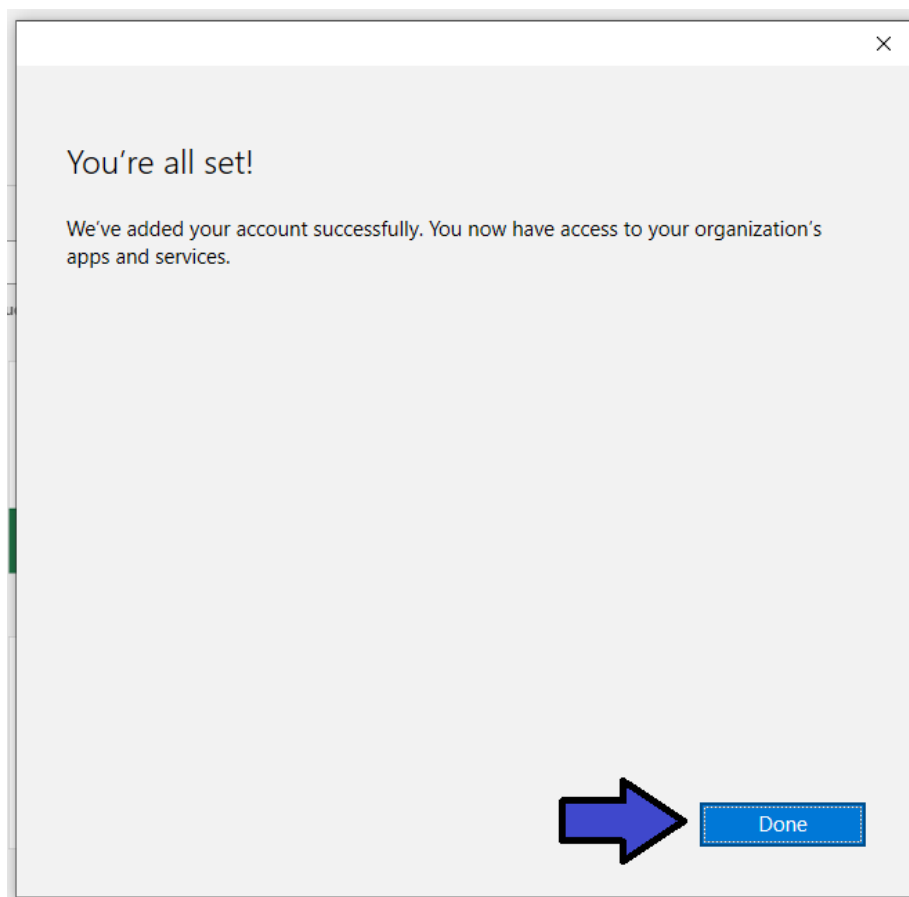 You’re all set!
We’ve added your account successfully. You now have access to your organization’s
apps and services.
Done